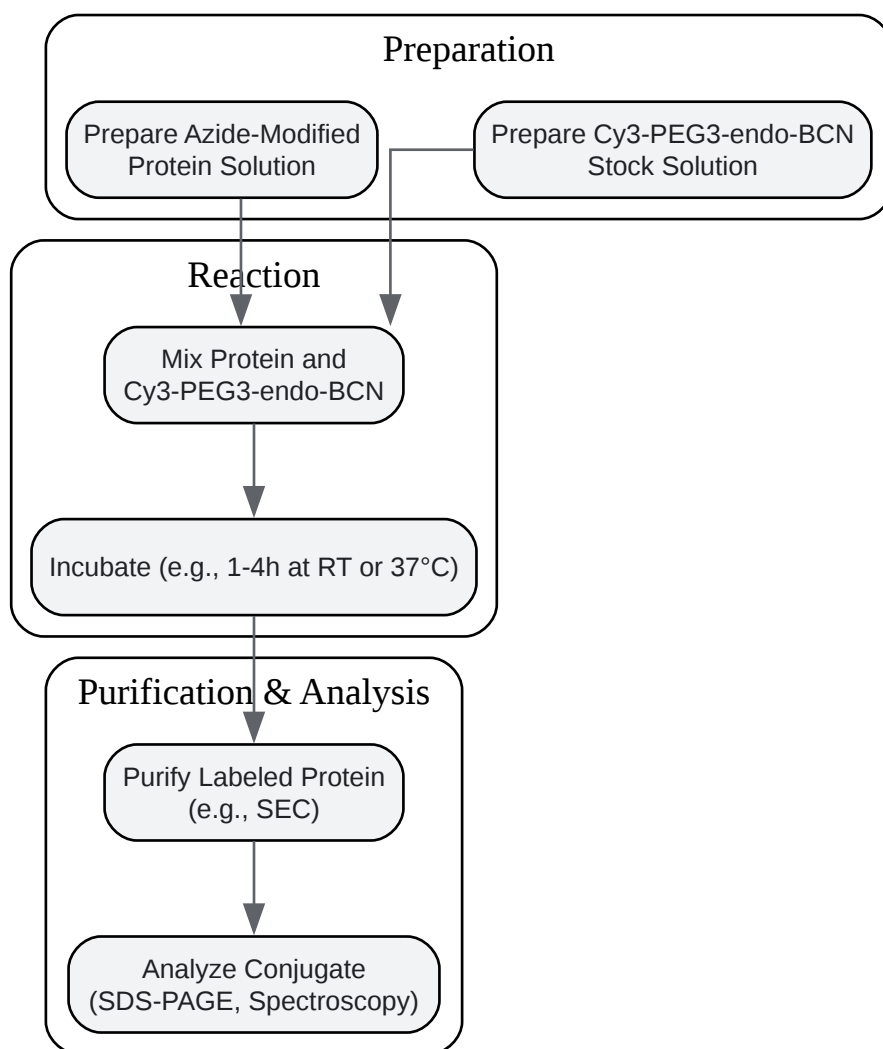 Preparation
Prepare Azide-Modified
Protein Solution
Prepare Cy3-PEG3-endo-BCN
Stock Solution
Reaction
Mix Protein and
Cy3-PEG3-endo-BCN
Incubate (e.g., 1-4h at RT or 37°C)
Purification & Analysis
Purify Labeled Protein
(e.g., SEC)
Analyze Conjugate
(SDS-PAGE, Spectroscopy)